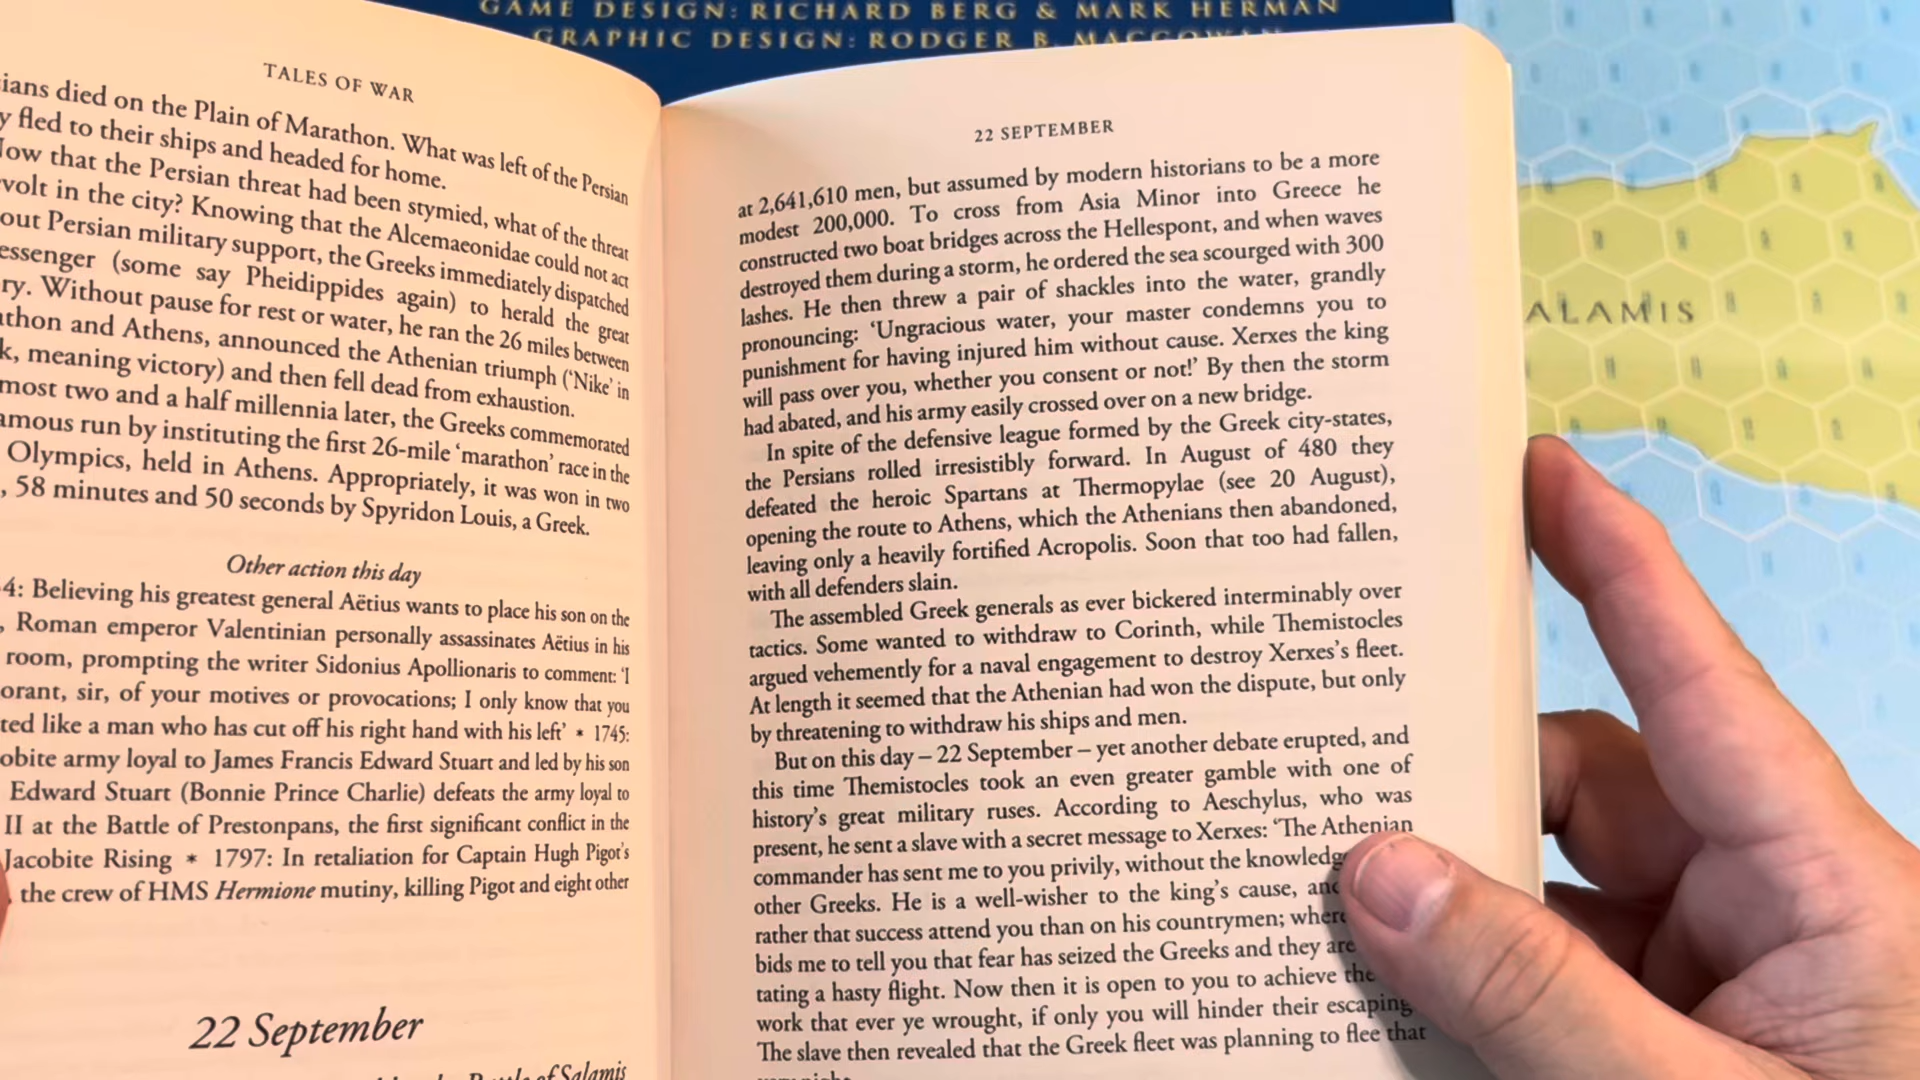 GAME DESIGN: RICHARD BERG & MARK HERMAN
GRAPHIC DESIGN: RODGER B. MACGOWAN
TALES OF WAR
ians died on the Plain of Marathon. What was left of the Persian
y fled to their ships and headed for home.
Now that the Persian threat had been stymied, what of the threat
volt in the city? Knowing that the Alcemaeonidae could not act
out Persian military support, the Greeks immediately dispatched
essenger (some say Pheidippides again) to herald the great
ry. Without pause for rest or water, he ran the 26 miles between
athon and Athens, announced the Athenian triumph ('Nike' in
k, meaning victory) and then fell dead from exhaustion.
most two and a half millennia later, the Greeks commemorated
amous run by instituting the first 26-mile 'marathon' race in the
Olympics, held in Athens. Appropriately, it was won in two
, 58 minutes and 50 seconds by Spyridon Louis, a Greek.
Other action this day
4: Believing his greatest general Aëtius wants to place his son on the
, Roman emperor Valentinian personally assassinates Aëtius in his
room, prompting the writer Sidonius Apollionaris to comment: 'I
orant, sir, of your motives or provocations; I only know that you
ted like a man who has cut off his right hand with his left' * 1745:
obite army loyal to James Francis Edward Stuart and led by his son
Edward Stuart (Bonnie Prince Charlie) defeats the army loyal to
II at the Battle of Prestonpans, the first significant conflict in the
Jacobite Rising * 1797: In retaliation for Captain Hugh Pigot's
, the crew of HMS Hermione mutiny, killing Pigot and eight other
22 September
Battle of Salamis
22 SEPTEMBER
at 2,641,610 men, but assumed by modern historians to be a more
modest 200,000. To cross from Asia Minor into Greece he
constructed two boat bridges across the Hellespont, and when waves
destroyed them during a storm, he ordered the sea scourged with 300
lashes. He then threw a pair of shackles into the water, grandly
pronouncing: 'Ungracious water, your master condemns you to
punishment for having injured him without cause. Xerxes the king
will pass over you, whether you consent or not!' By then the storm
had abated, and his army easily crossed over on a new bridge.
In spite of the defensive league formed by the Greek city-states,
the Persians rolled irresistibly forward. In August of 480 they
defeated the heroic Spartans at Thermopylae (see 20 August),
opening the route to Athens, which the Athenians then abandoned,
leaving only a heavily fortified Acropolis. Soon that too had fallen,
with all defenders slain.
The assembled Greek generals as ever bickered interminably over
tactics. Some wanted to withdraw to Corinth, while Themistocles
argued vehemently for a naval engagement to destroy Xerxes's fleet.
At length it seemed that the Athenian had won the dispute, but only
by threatening to withdraw his ships and men.
But on this day – 22 September – yet another debate erupted, and
this time Themistocles took an even greater gamble with one of
history's great military ruses. According to Aeschylus, who was
present, he sent a slave with a secret message to Xerxes: 'The Athenian
commander has sent me to you privily, without the knowledg
other Greeks. He is a well-wisher to the king's cause, and
rather that success attend you than on his countrymen; where
bids me to tell you that fear has seized the Greeks and they are
tating a hasty flight. Now then it is open to you to achieve the
work that ever ye wrought, if only you will hinder their escaping
The slave then revealed that the Greek fleet was planning to flee that
ALAMIS